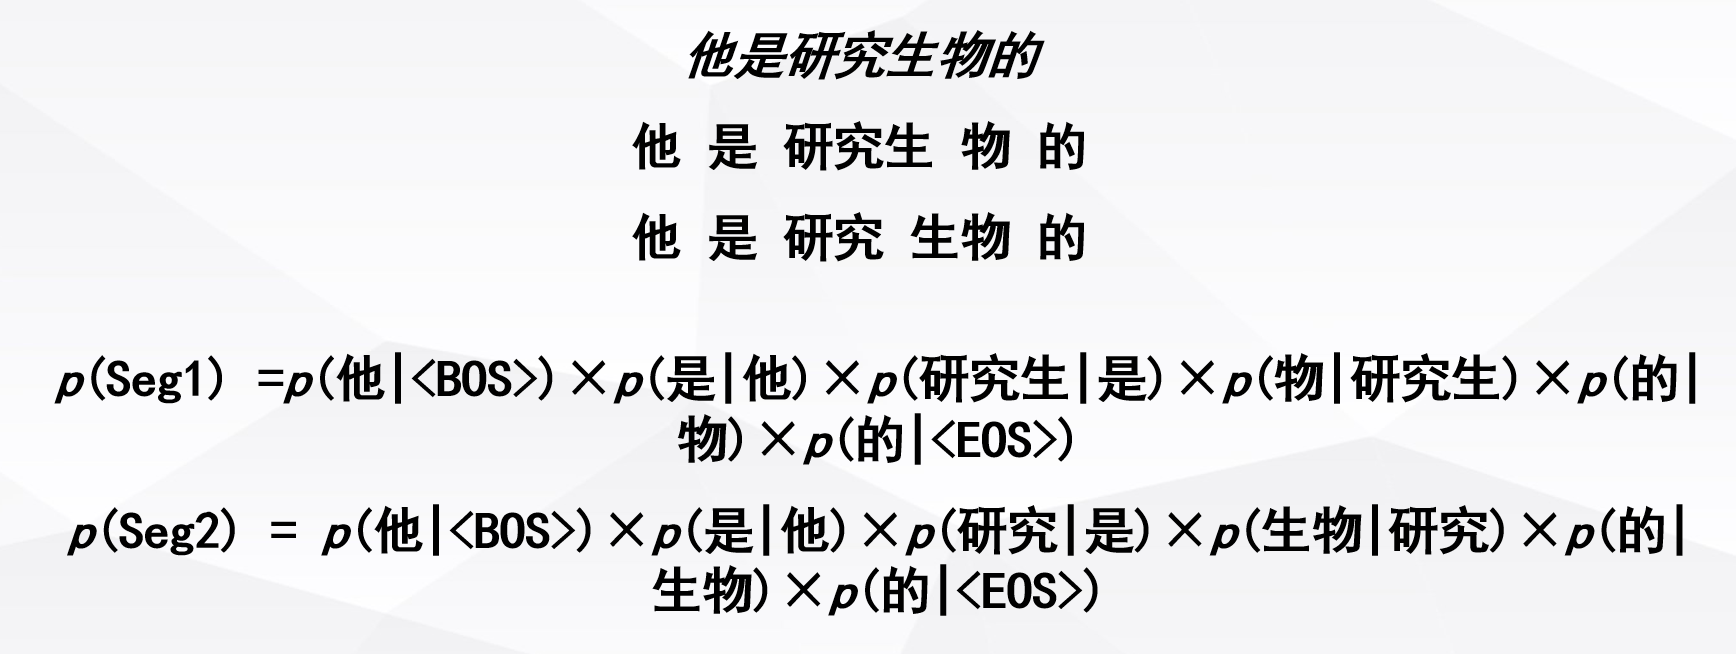 他是研究生物的
他 是 研究生 物 的
他 是 研究 生物 的
p(Seg1) =p(他|<BOS>)×p(是|他)×p(研究生|是)×p(物|研究生)×p(的|
物)×p(的|<EOS>)
p(Seg2) = p(他|<BOS>)×p(是|他)×p(研究|是)×p(生物|研究)×p(的|
生物)×p(的|<EOS>)